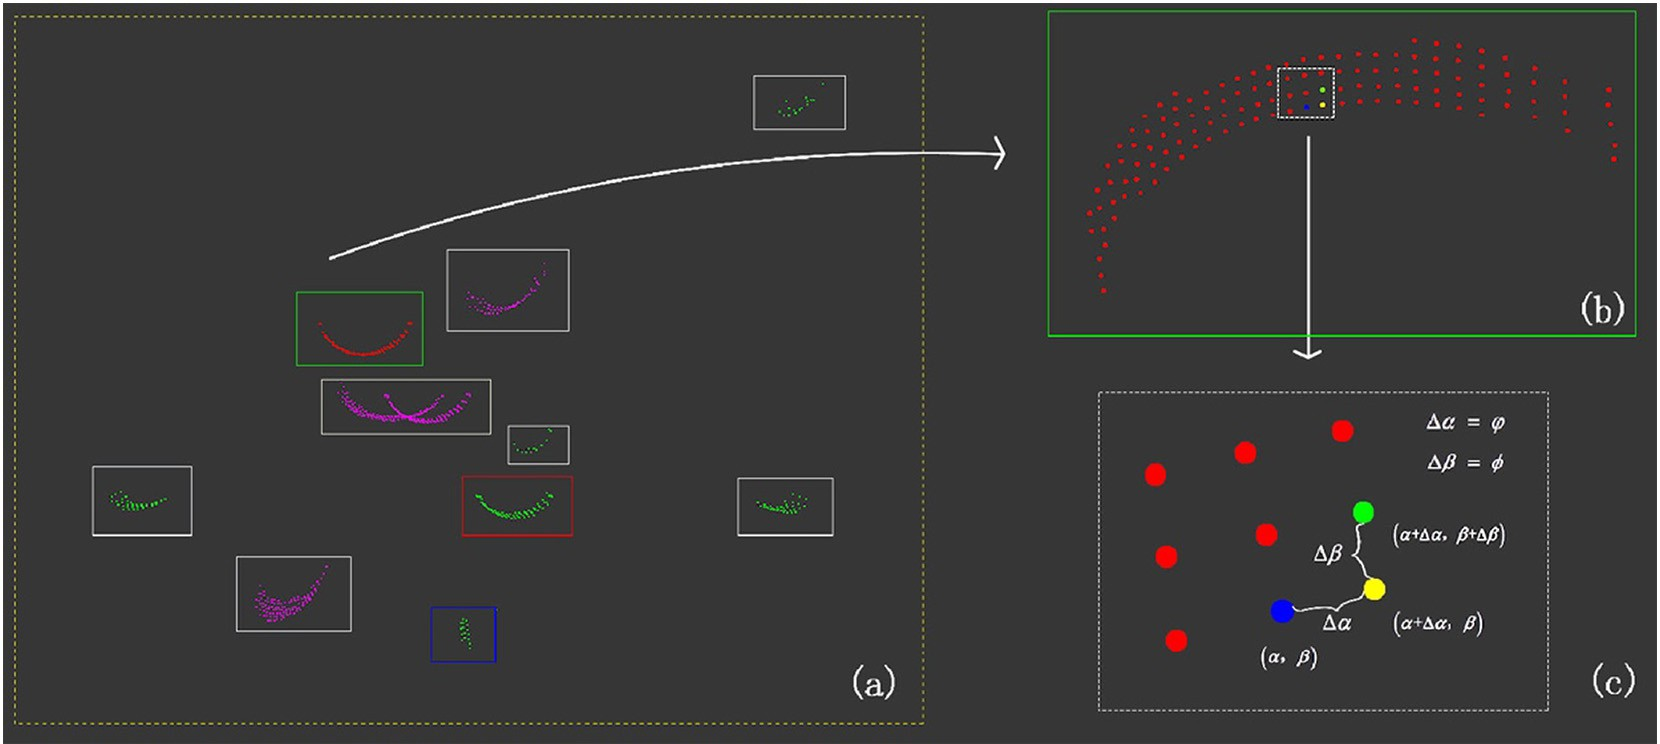 (a)
(b)
Δα = φ
Δβ = ϕ
(α+Δα, β+Δβ)
Δβ
Δα
(α+Δα, β)
(α, β)
(c)